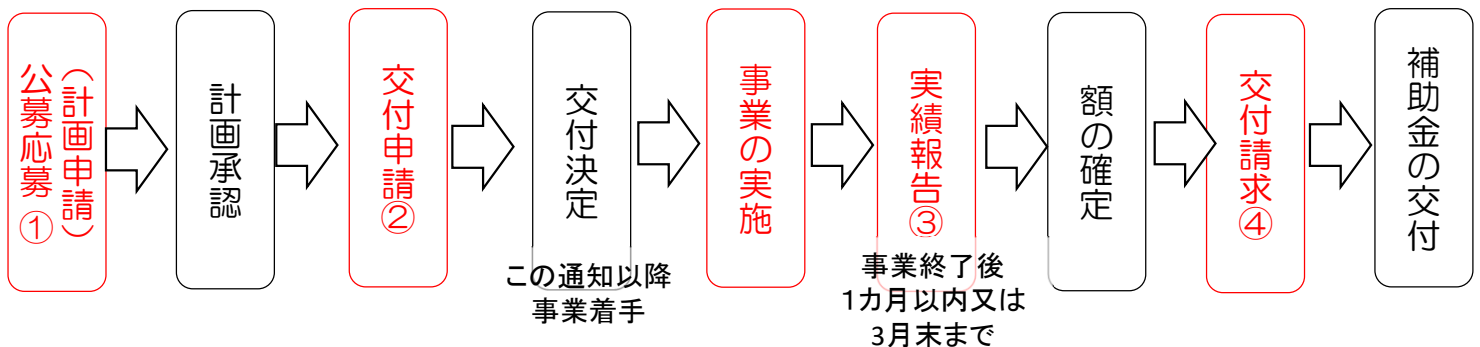 公募応募①
（計画申請）
計画承認
交付申請②
交付決定
この通知以降
事業着手
事業の実施
実績報告③
事業終了後
1カ月以内又は
3月末まで
額の確定
交付請求④
補助金の交付